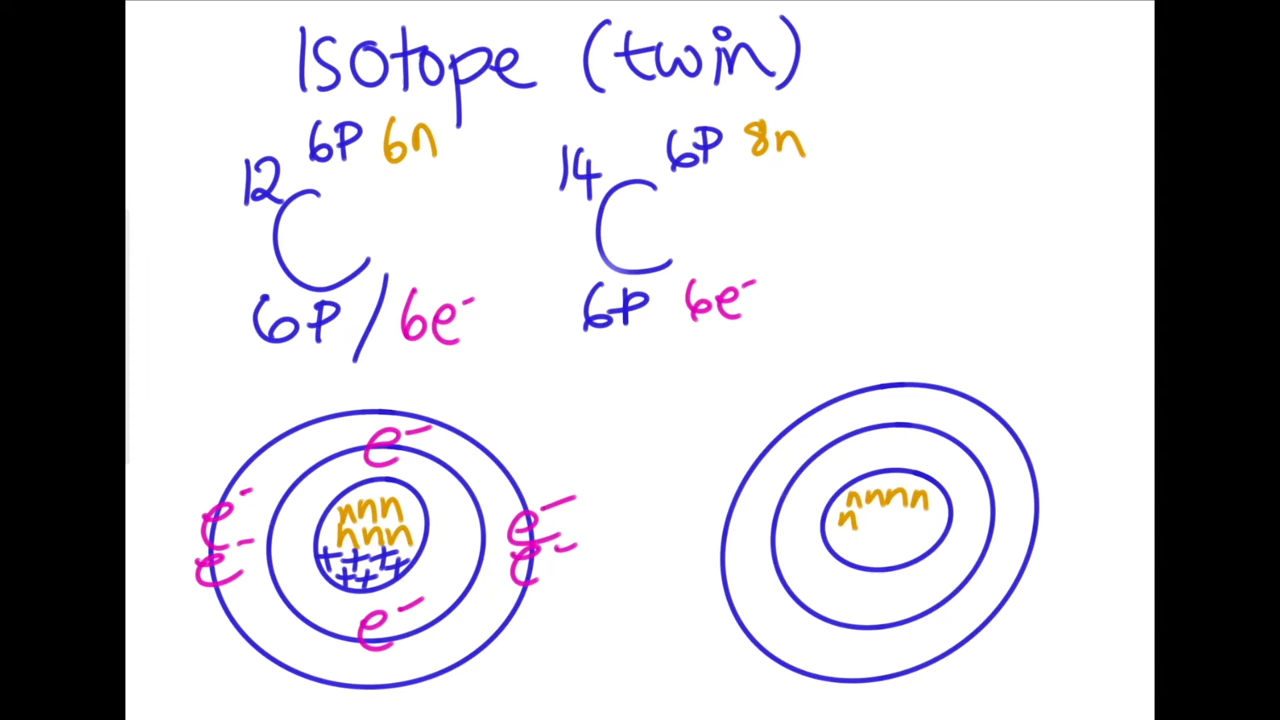 Isotope (twin)
6P 6n 6P 8n
12 14
C C
6P/6e⁻ 6P 6e⁻
e⁻
e⁻ nnn e⁻ nnnn
nnn n
e⁻ +++ e⁻
+++
e⁻